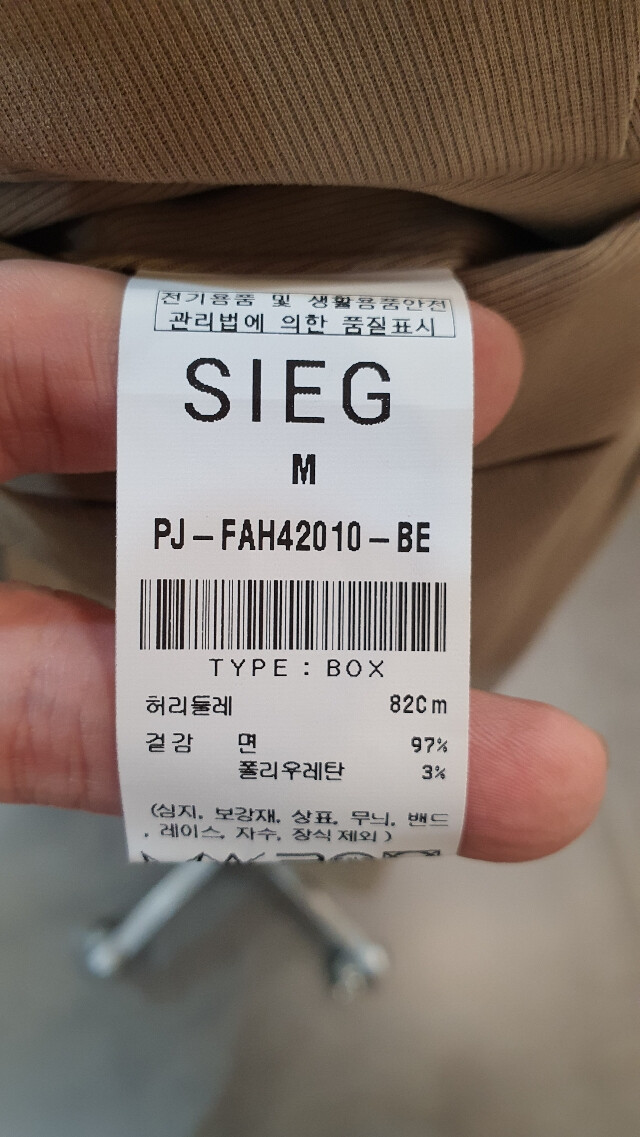 전기용품 및 생활용품안전
관리법에 의한 품질표시
SIEG
M
PJ-FAH42010-BE
TYPE : BOX
허리둘레 82Cm
겉감 면 97%
폴리우레탄 3%
(심지, 보강재, 상표, 무늬, 밴드
, 레이스, 자수, 장식 제외)